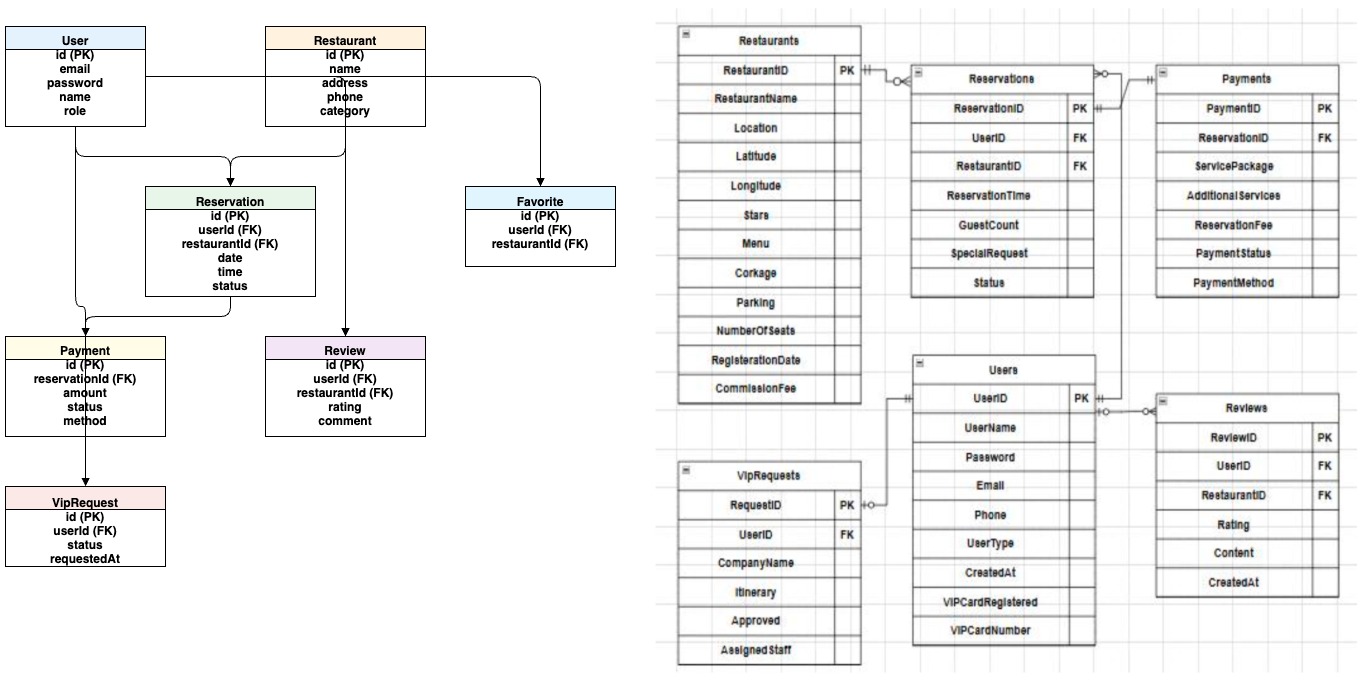 User
id (PK)
email
password
name
role
Restaurant
id (PK)
name
address
phone
category
Reservation
id (PK)
userId (FK)
restaurantId (FK)
date
time
status
Favorite
id (PK)
userId (FK)
restaurantId (FK)
Payment
id (PK)
reservationId (FK)
amount
status
method
Review
id (PK)
userId (FK)
restaurantId (FK)
rating
comment
VipRequest
id (PK)
userId (FK)
status
requestedAt
Restaurants
RestaurantID PK
RestaurantName
Location
Latitude
Longitude
Stars
Menu
Corkage
Parking
NumberOfSeats
RegisterationDate
CommissionFee
Reservations
ReservationID PK
UserID FK
RestaurantID FK
ReservationTime
GuestCount
SpecialRequest
Status
Payments
PaymentID PK
ReservationID FK
ServicePackage
AdditionalServices
ReservationFee
PaymentStatus
PaymentMethod
Users
UserID PK
UserName
Password
Email
Phone
UserType
CreatedAt
VIPCardRegistered
VIPCardNumber
Reviews
ReviewID PK
UserID FK
RestaurantID FK
Rating
Content
CreatedAt
VipRequests
RequestID PK
UserID FK
CompanyName
Itinerary
Approved
AssignedStaff